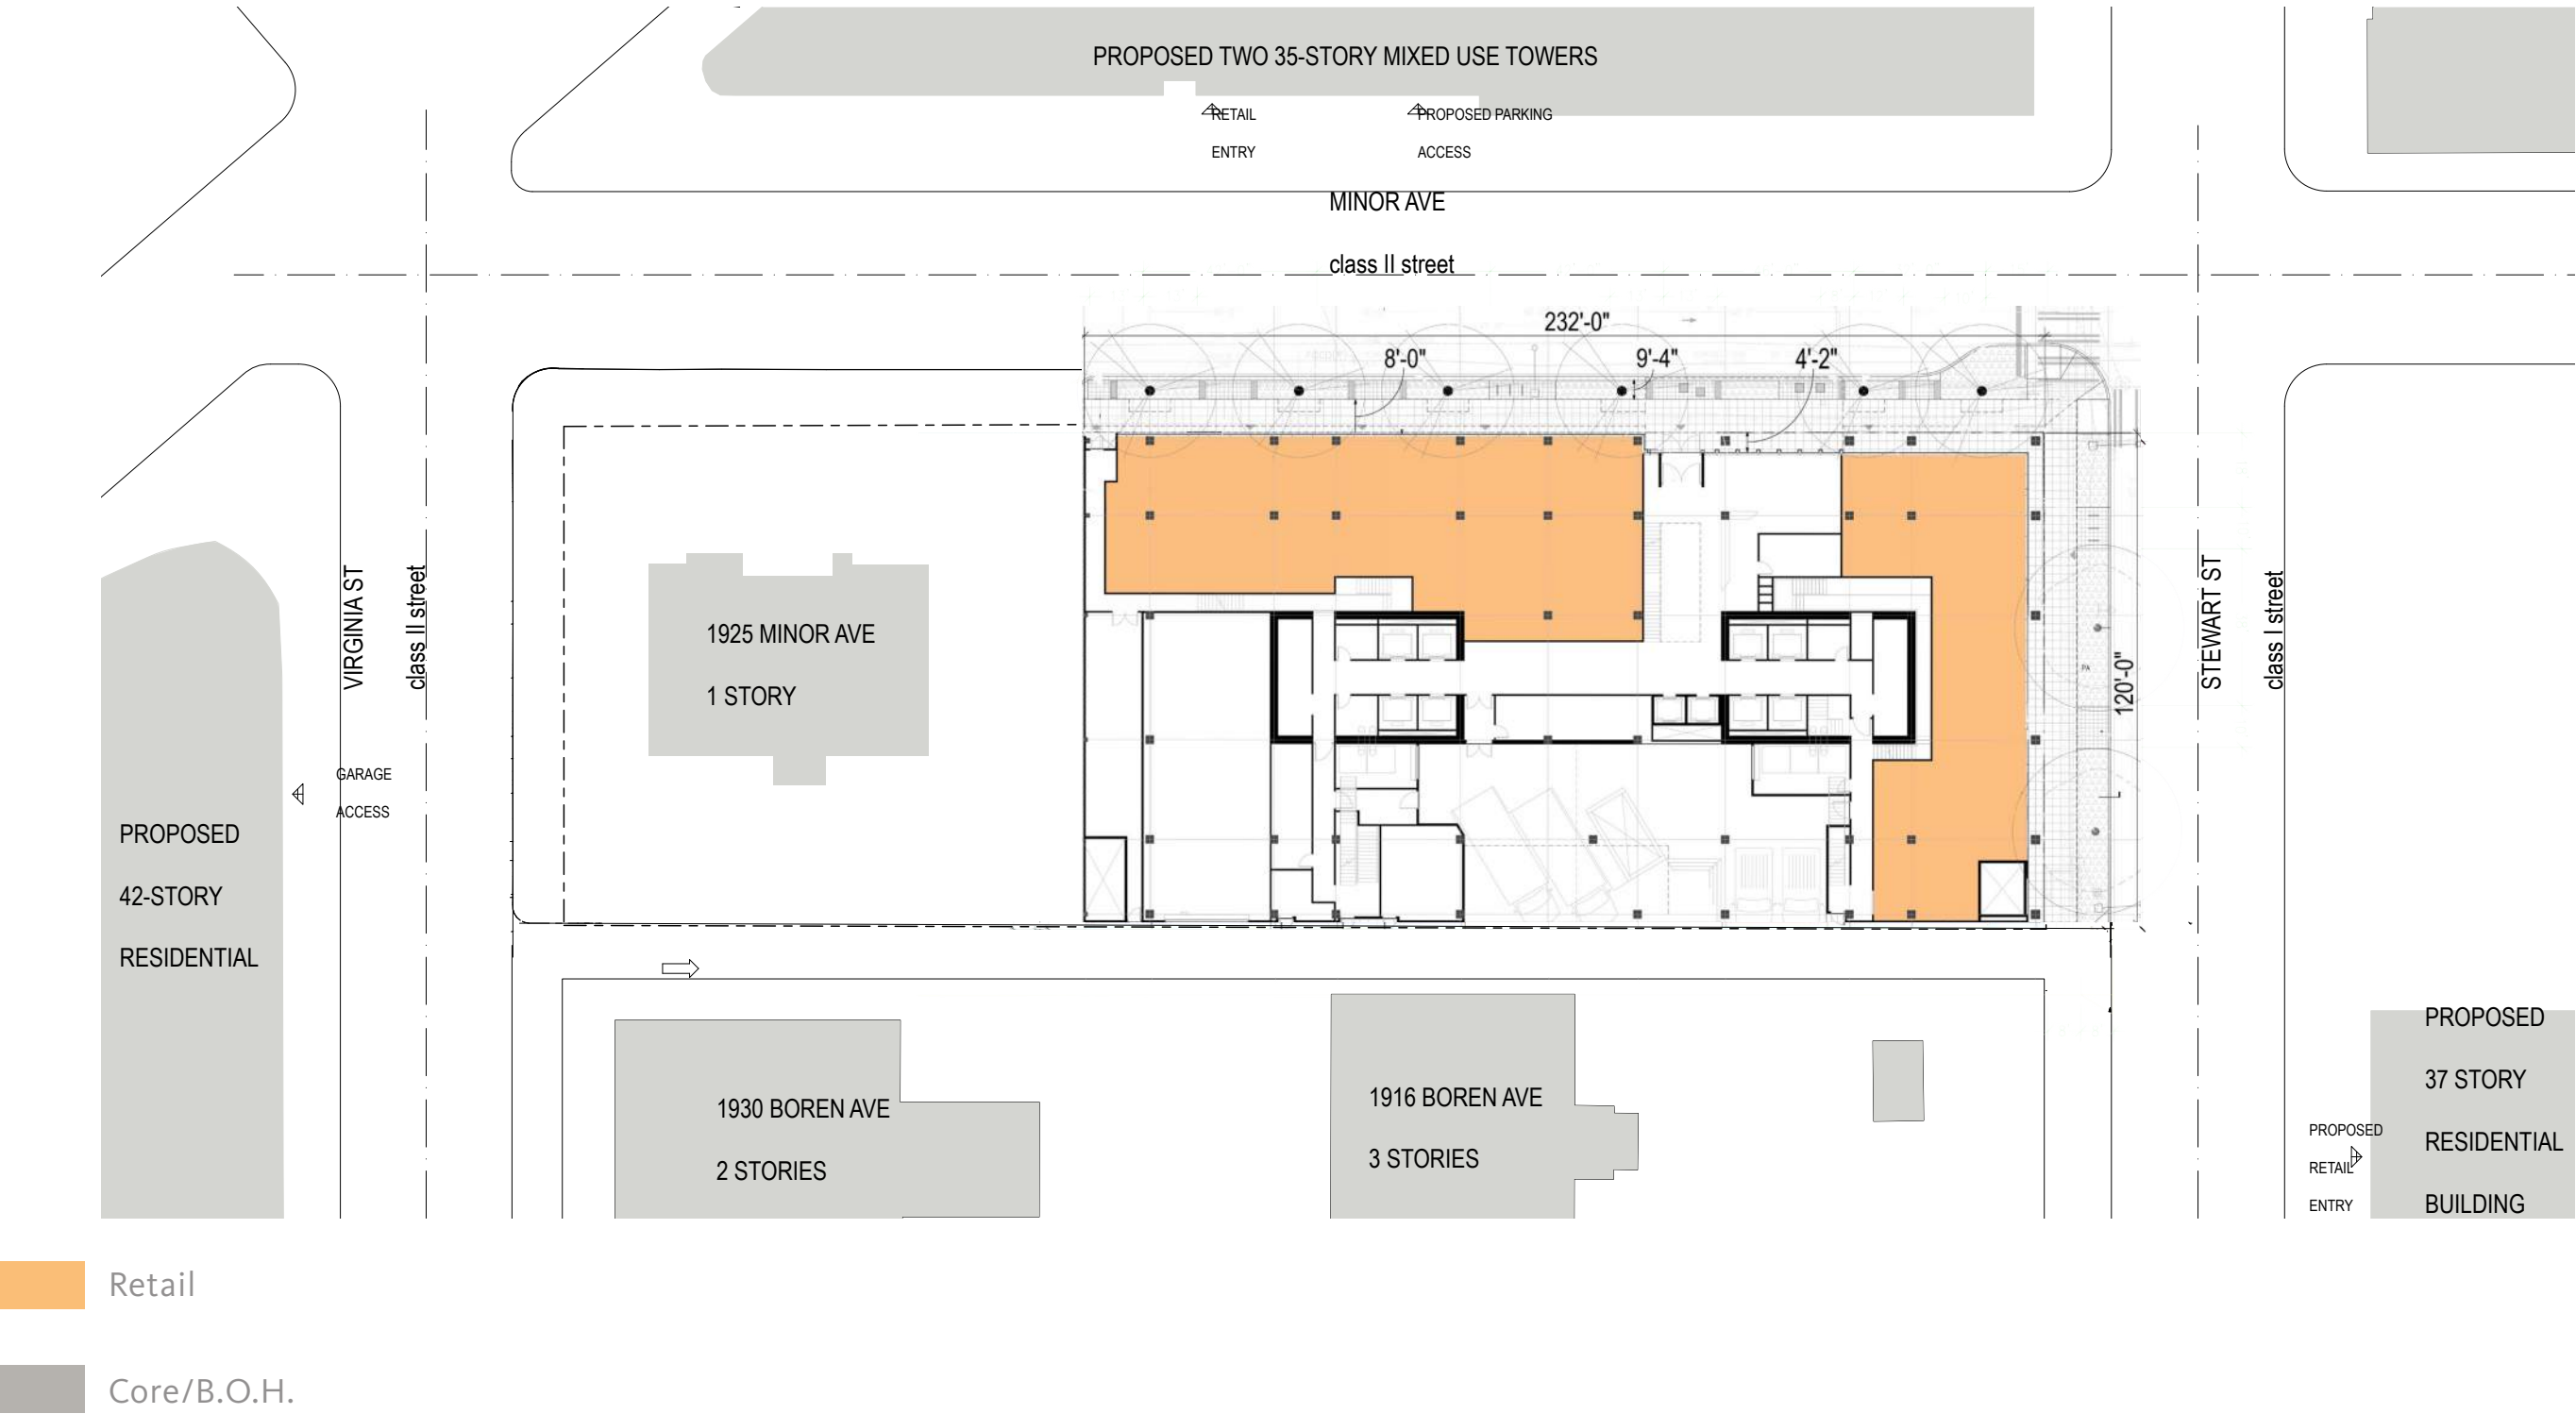 PROPOSED TWO 35-STORY MIXED USE TOWERS
RETAIL
ENTRY
PROPOSED PARKING
ACCESS
MINOR AVE
class II street
232'-0"
8'-0"
9'-4"
4'-2"
VIRGINIA ST
class II street
1925 MINOR AVE
1 STORY
STEWART ST
class I street
120'-0"
PA
GARAGE
ACCESS
PROPOSED
42-STORY
RESIDENTIAL
1930 BOREN AVE
2 STORIES
1916 BOREN AVE
3 STORIES
PROPOSED
RETAIL
ENTRY
PROPOSED
37 STORY
RESIDENTIAL
BUILDING
Retail
Core/B.O.H.